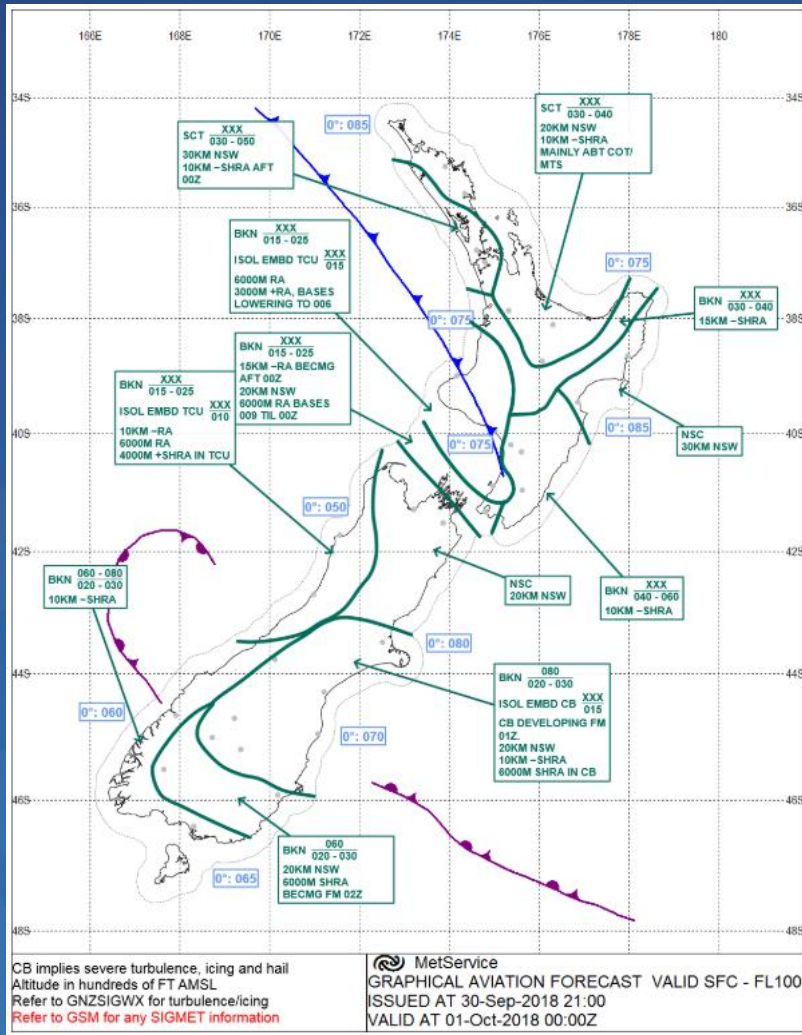 166E 168E 170E 172E 174E 176E 178E 180
34S 34S
36S 36S
38S 38S
40S 40S
42S 42S
44S 44S
46S 46S
48S 48S
0°: 085
SCT XXX
030 - 050
30KM NSW
10KM –SHRA AFT
00Z
SCT XXX
030 - 040
20KM NSW
10KM –SHRA
MAINLY ABT COT/
MTS
BKN XXX
015 - 025
ISOL EMBD TCU XXX
015
6000M RA
3000M +RA, BASES
LOWERING TO 006
0°: 075
BKN XXX
030 - 040
15KM –SHRA
0°: 075
BKN XXX
015 - 025
15KM –RA BECMG
AFT 00Z
20KM NSW
6000M RA BASES
009 TIL 00Z
BKN XXX
015 - 025
ISOL EMBD TCU XXX
010
10KM –RA
6000M RA
4000M +SHRA IN TCU
0°: 075
0°: 085
NSC
30KM NSW
0°: 050
BKN 060 - 080
020 - 030
10KM –SHRA
NSC
20KM NSW
BKN XXX
040 - 060
10KM –SHRA
0°: 080
BKN 080
020 - 030
ISOL EMBD CB XXX
015
CB DEVELOPING FM
01Z.
20KM NSW
10KM –SHRA
6000M SHRA IN CB
0°: 060
0°: 070
BKN 060
020 - 030
20KM NSW
6000M SHRA
BECMG FM 02Z
0°: 065
CB implies severe turbulence, icing and hail
Altitude in hundreds of FT AMSL
Refer to GNZSIGWX for turbulence/icing
Refer to GSM for any SIGMET information
MetService
GRAPHICAL AVIATION FORECAST VALID SFC - FL100
ISSUED AT 30-Sep-2018 21:00
VALID AT 01-Oct-2018 00:00Z